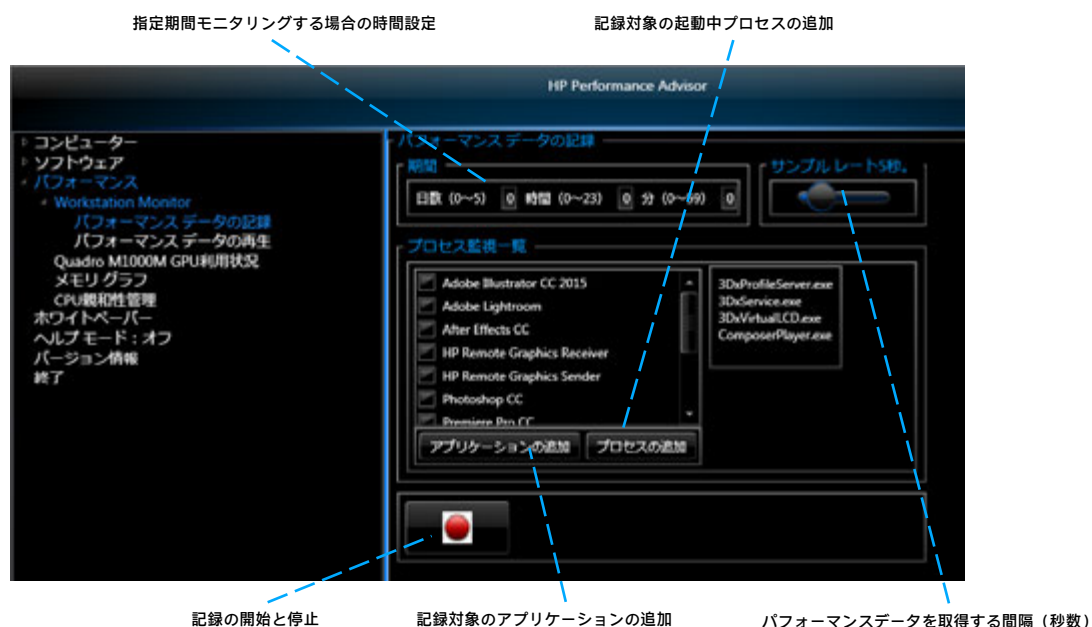 指定期間モニタリングする場合の時間設定
記録対象の起動中プロセスの追加
HP Performance Advisor
コンピューター
ソフトウェア
パフォーマンス
Workstation Monitor
パフォーマンス データの記録
パフォーマンス データの再生
Quadro M1000M GPU利用状況
メモリ グラフ
CPU親和性管理
ホワイトペーパー
ヘルプ モード : オフ
バージョン情報
終了
パフォーマンス データの記録
期間
日数 (0~5) 0 時間 (0~23) 0 分 (0~59) 0
サンプル レート5秒。
プロセス監視一覧
Adobe Illustrator CC 2015
Adobe Lightroom
After Effects CC
HP Remote Graphics Receiver
HP Remote Graphics Sender
Photoshop CC
Premiere Pro CC
3DxProfileServer.exe
3DxService.exe
3DxVirtualLCD.exe
ComposerPlayer.exe
アプリケーションの追加
プロセスの追加
記録の開始と停止
記録対象のアプリケーションの追加
パフォーマンスデータを取得する間隔（秒数）